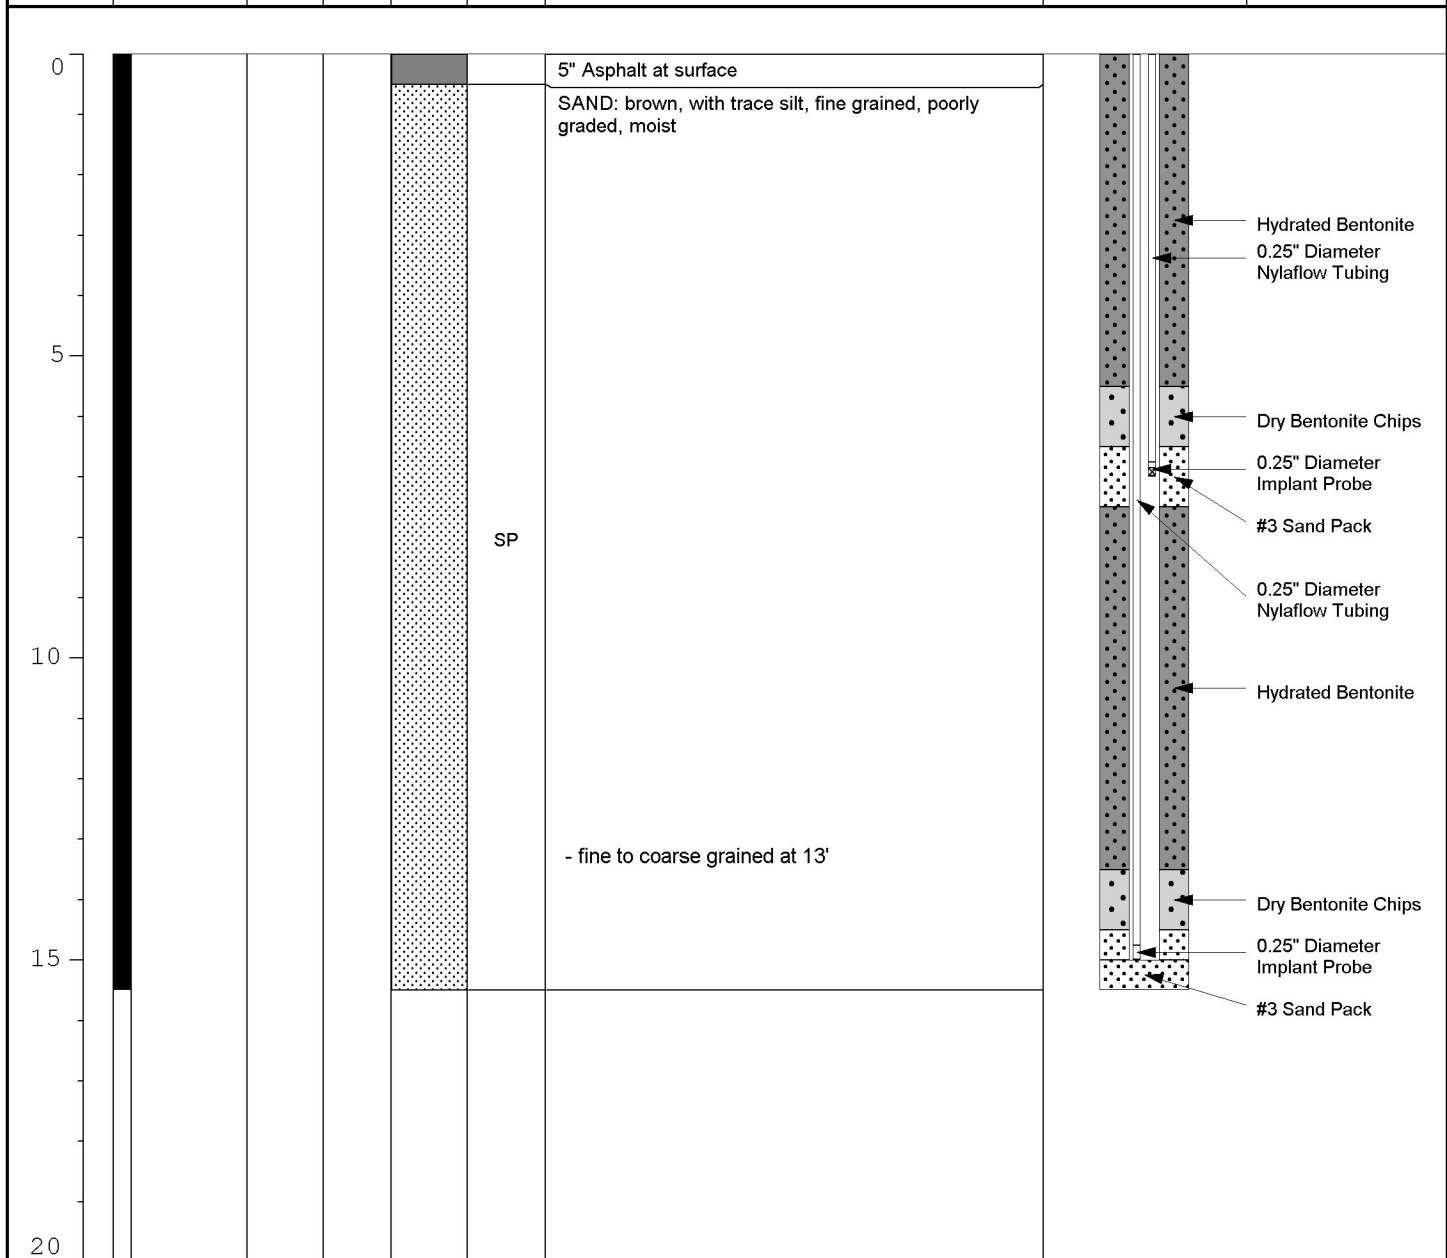 0
5" Asphalt at surface
SAND: brown, with trace silt, fine grained, poorly
graded, moist
Hydrated Bentonite
0.25" Diameter
Nylaflow Tubing
5
Dry Bentonite Chips
0.25" Diameter
Implant Probe
#3 Sand Pack
SP
0.25" Diameter
Nylaflow Tubing
10
Hydrated Bentonite
- fine to coarse grained at 13'
Dry Bentonite Chips
15
0.25" Diameter
Implant Probe
#3 Sand Pack
20